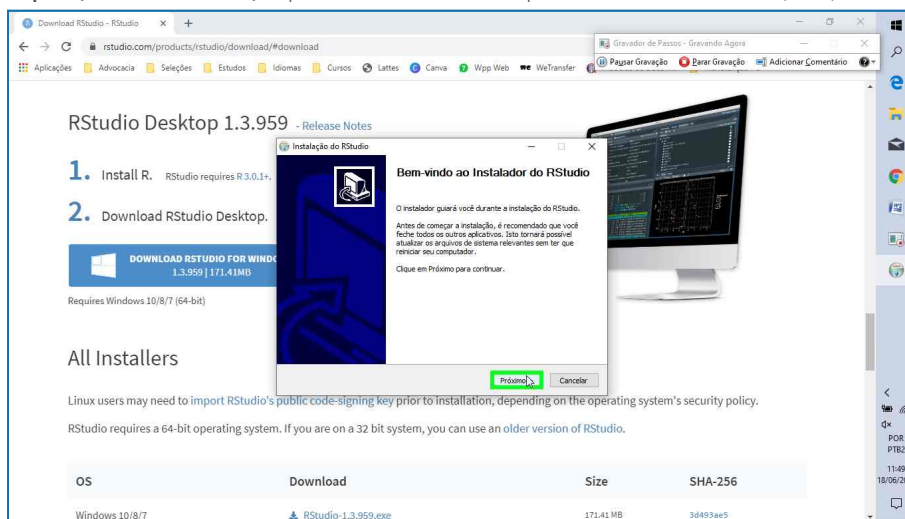 Download RStudio - RStudio
rstudio.com/products/rstudio/download/#download
Gravador de Passos - Gravando Agora
Pausar Gravação Parar Gravação Adicionar Comentário
Aplicações Advocacia Seleções Estudos Idiomas Cursos Lattes Canva Wpp Web WeTransfer
RStudio Desktop 1.3.959 - Release Notes
1. Install R. RStudio requires R 3.0.1+.
2. Download RStudio Desktop.
DOWNLOAD RSTUDIO FOR WINDO
1.3.959 | 171.41MB
Requires Windows 10/8/7 (64-bit)
Instalação do RStudio
Bem-vindo ao Instalador do RStudio
O instalador guiará você durante a instalação do RStudio.
Antes de começar a instalação, é recomendado que você
feche todos os outros aplicativos. Isto tornará possível
atualizar os arquivos de sistema relevantes sem ter que
reiniciar seu computador.
Clique em Próximo para continuar.
Próximo Cancelar
All Installers
Linux users may need to import RStudio's public code-signing key prior to installation, depending on the operating system's security policy.
RStudio requires a 64-bit operating system. If you are on a 32 bit system, you can use an older version of RStudio.
OS Download Size SHA-256
Windows 10/8/7 RStudio-1.3.959.exe 171.41 MB 3d493ae5
POR
PTB2
11:49
18/06/20